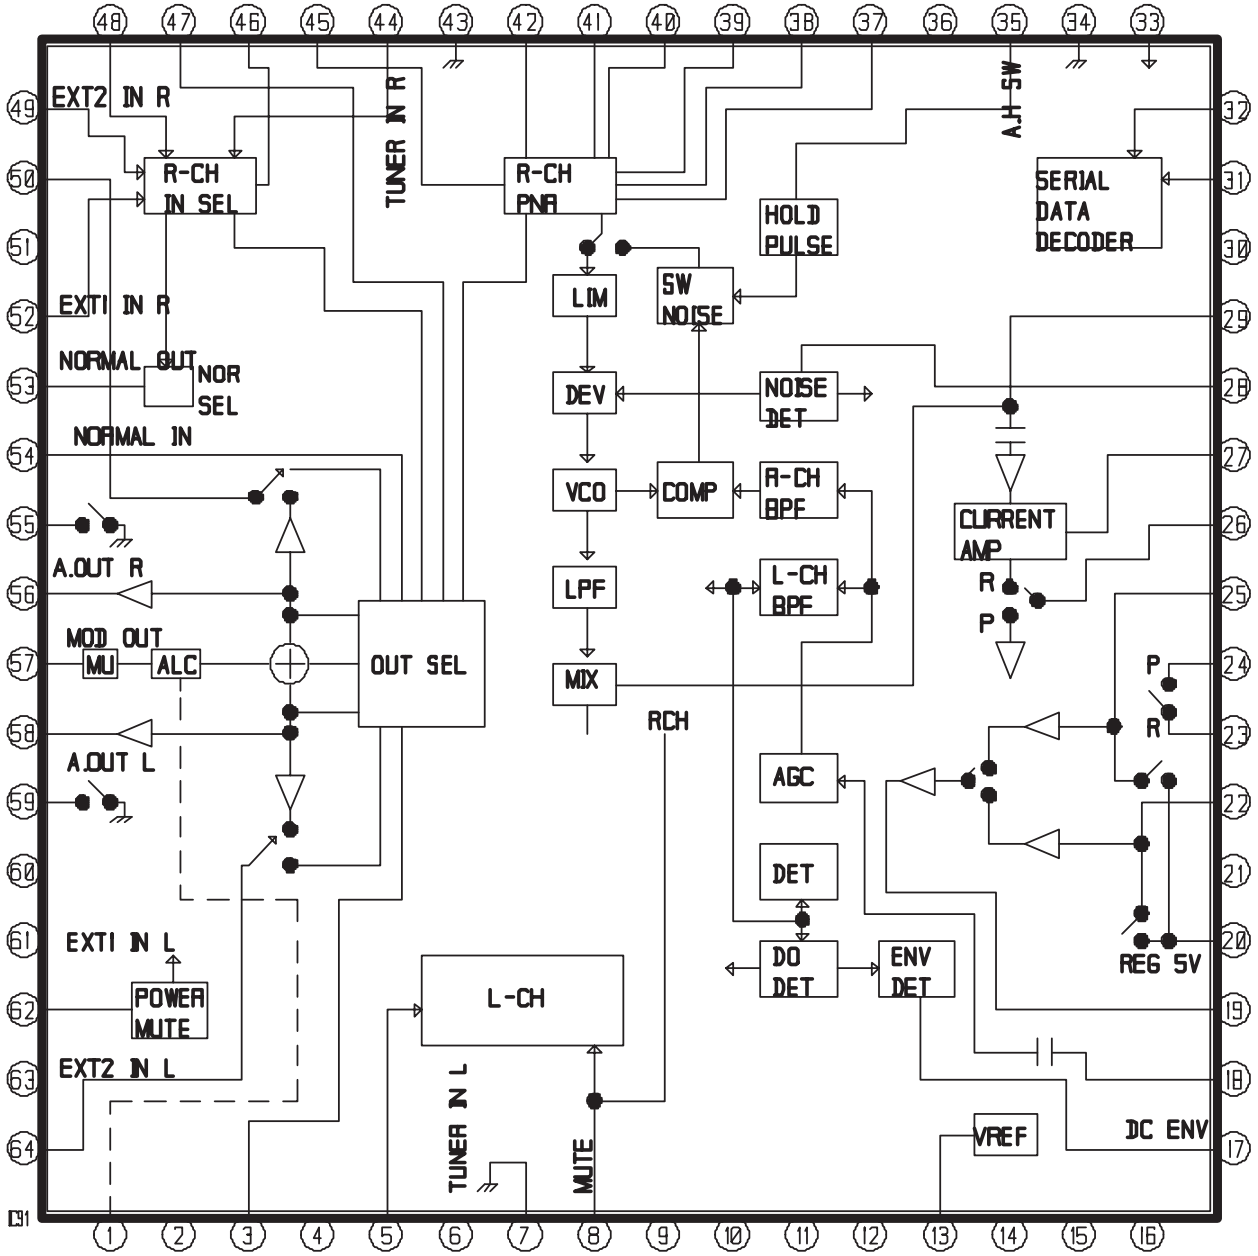 48 47 46 45 44 43 42 41 40 39 38 37 36 35 34 33
49 EXT2 IN R
TUNER IN R
A.H SW
32
50
R-CH
IN SEL
R-CH
PNR
SERIAL
DATA
DECODER
31
51
HOLD
PULSE
30
52 EXT1 IN R
LIM
SW
NOISE
29
NORMAL OUT
53
NOR
SEL
DEV
NOISE
DET
28
NORMAL IN
54
27
VCO
COMP
R-CH
BPF
55
CURRENT
AMP
26
A.OUT R
56
LPF
L-CH
BPF
R
P
25
MOD OUT
57 MU ALC
OUT SEL
MIX
P
24
58
RCH
R
23
A.OUT L
59
AGC
22
60
DET
21
61 EXT1 IN L
20
REG 5V
62
POWER
MUTE
L-CH
DO
DET
ENV
DET
19
63 EXT2 IN L
TUNER IN L
18
64
MUTE
VREF
DC ENV
17
IC91
1 2 3 4 5 6 7 8 9 10 11 12 13 14 15 16